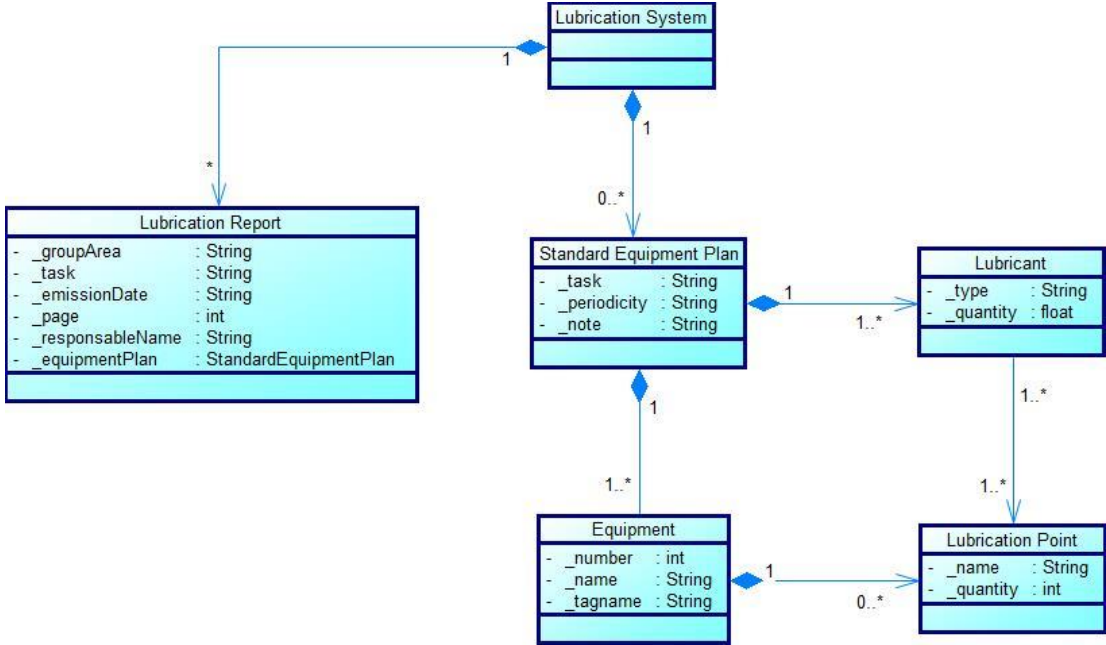 Lubrication System
1
1
*
0..*
Lubrication Report
- _groupArea : String
- _task : String
- _emissionDate : String
- _page : int
- _responsableName : String
- _equipmentPlan : StandardEquipmentPlan
Standard Equipment Plan
- _task : String
- _periodicity : String
- _note : String
1
1..*
Lubricant
- _type : String
- _quantity : float
1
1..*
1..*
1..*
Equipment
- _number : int
- _name : String
- _tagname : String
1
0..*
Lubrication Point
- _name : String
- _quantity : int